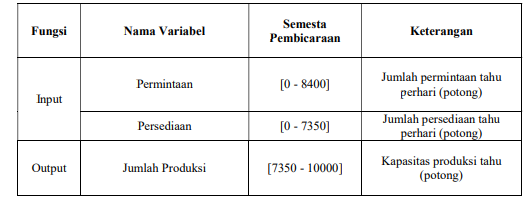 Fungsi Nama Variabel Semesta Pembicaraan Keterangan
Input Permintaan [0 - 8400] Jumlah permintaan tahu perhari (potong)
Persediaan [0 - 7350] Jumlah persediaan tahu perhari (potong)
Output Jumlah Produksi [7350 - 10000] Kapasitas produksi tahu (potong)